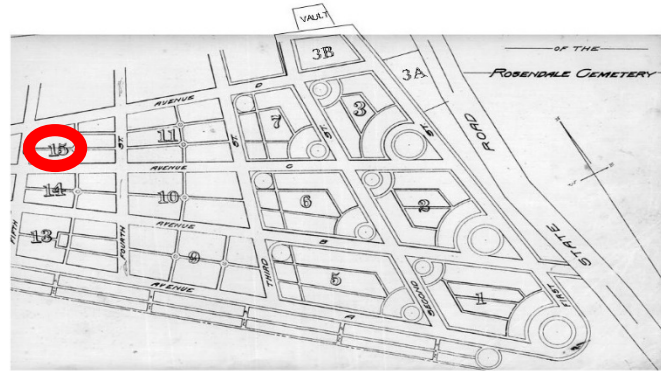 VAULT
OF THE
3B
3A
ROSENDALE CEMETERY
D
AVENUE
3
11
7
ST.
ST.
ST.
ST.
ROAD
15
C
AVENUE
14
10
6
2
STATE
FIFTH
13
FOURTH
AVENUE
B
9
THIRD
5
SECOND
1
FIRST
AVENUE
A